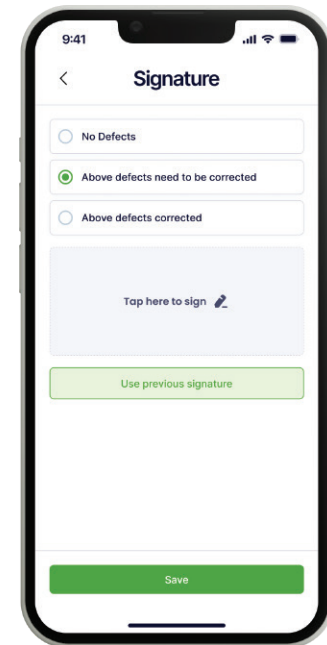 9:41
Signature
No Defects
Above defects need to be corrected
Above defects corrected
Tap here to sign
Use previous signature
Save